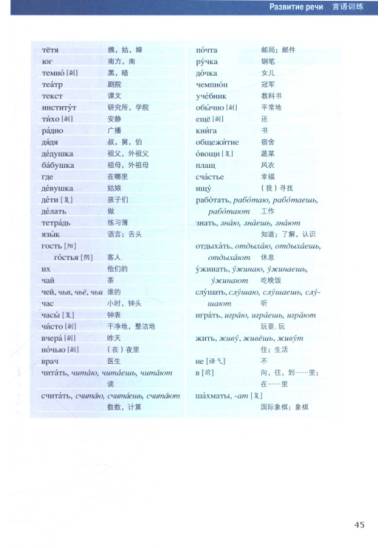 Развитие речи 言语训练
тётя 姨，姑，婶
юг 南方，南
темно́ [副] 黑，暗
теа́тр 剧院
текст 课文
институ́т 研究所，学院
ти́хо [副] 安静
ра́дио 广播
дя́дя 叔，舅，伯
де́душка 祖父，外祖父
ба́бушка 祖母，外祖母
где 在哪里
де́вушка 姑娘
де́ти [复] 孩子们
де́лать 做
тетра́дь 练习簿
язы́к 语言；舌头
гость [阳]
го́стья [阴] 客人
их 他们的
чай 茶
чей, чья, чьё, чьи 谁的
час 小时，钟头
часы́ [复] 钟表
чи́сто [副] 干净地，整洁地
вчера́ [副] 昨天
но́чью [副] （在）夜里
врач 医生
чита́ть, чита́ю, чита́ешь, чита́ют
读
счита́ть, счита́ю, счита́ешь, счита́ют
数数，计算
по́чта 邮局；邮件
ру́чка 钢笔
до́чка 女儿
чемпио́н 冠军
уче́бник 教科书
обы́чно [副] 平常地
ещё [副] 还
кни́га 书
общежи́тие 宿舍
о́вощи [复] 蔬菜
плащ 风衣
сча́стье 幸福
ищу́ （我）寻找
рабо́тать, рабо́таю, рабо́таешь,
рабо́тают 工作
знать, зна́ю, зна́ешь, зна́ют
知道；了解，认识
отдыха́ть, отдыха́ю, отдыха́ешь,
отдыха́ют 休息
у́жинать, у́жинаю, у́жинаешь,
у́жинают 吃晚饭
слу́шать, слу́шаю, слу́шаешь, слу́-
шают 听
игра́ть, игра́ю, игра́ешь, игра́ют
玩耍，玩
жить, живу́, живёшь, живу́т
住；生活
не [语气] 不
в [前] 向，往，到……里；
在……里
ша́хматы, -ат [复]
国际象棋；象棋
45